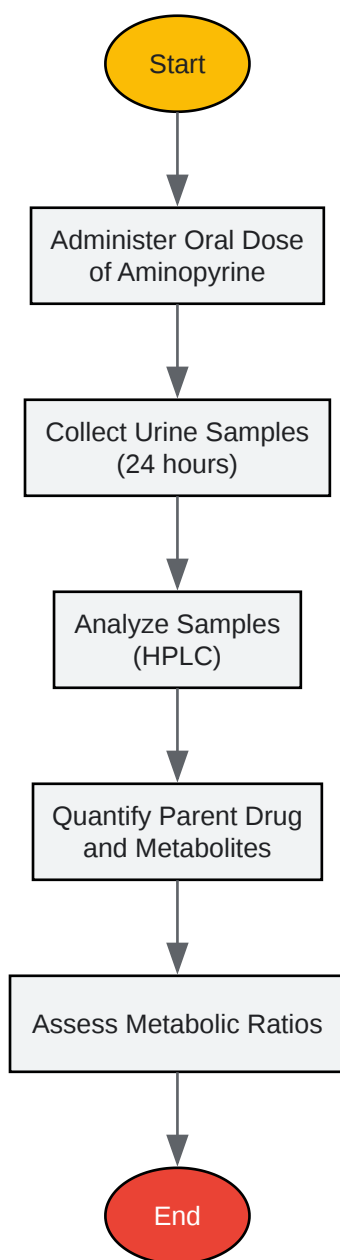 Start
Administer Oral Dose
of Aminopyrine
Collect Urine Samples
(24 hours)
Analyze Samples
(HPLC)
Quantify Parent Drug
and Metabolites
Assess Metabolic Ratios
End